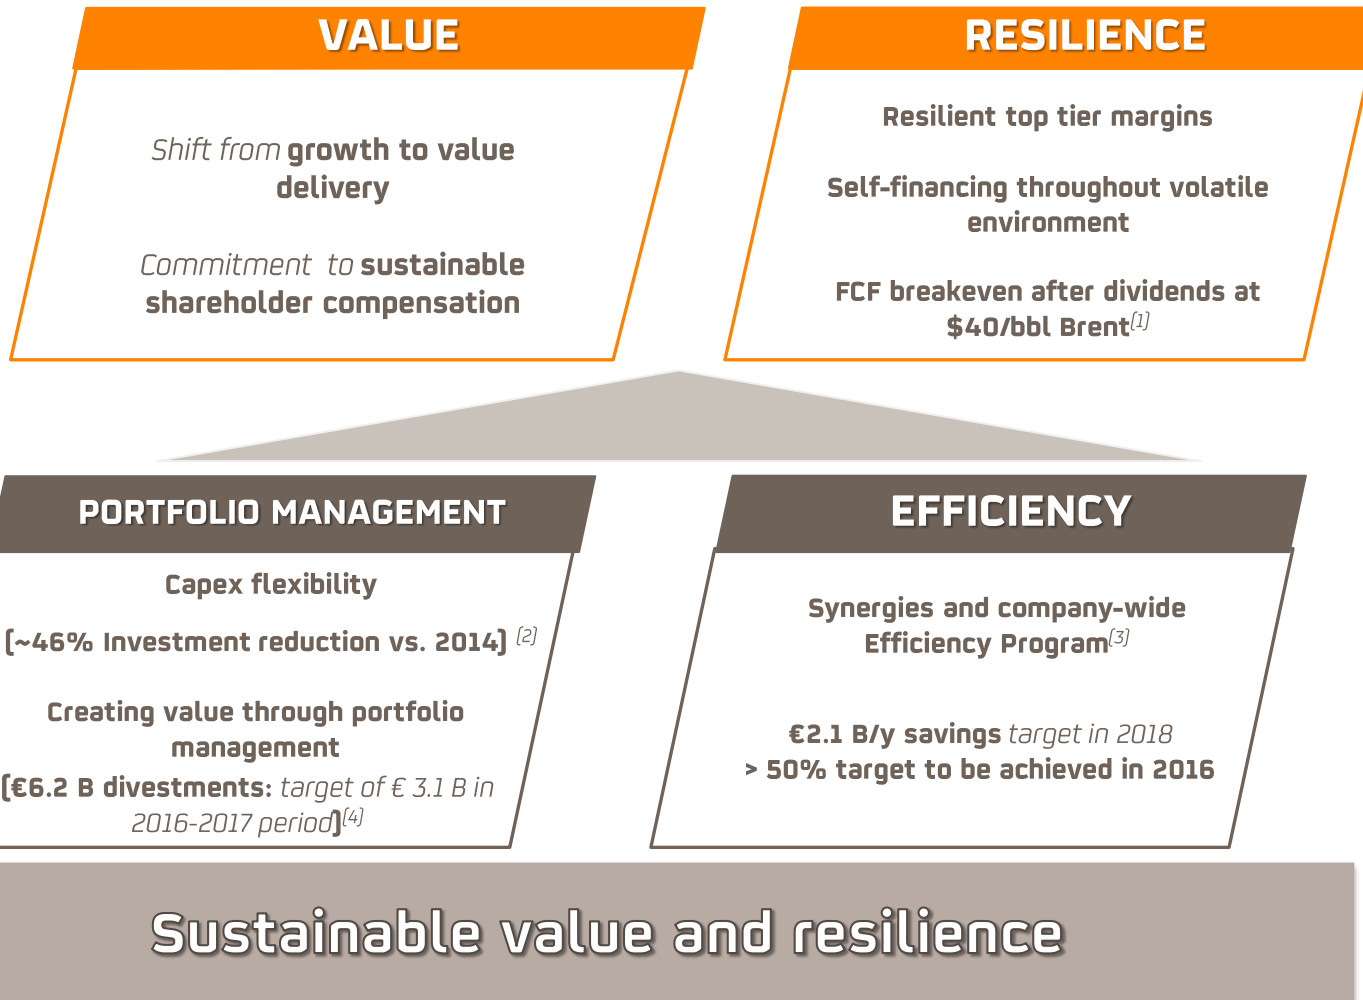 VALUE
Shift from growth to value
delivery
Commitment to sustainable
shareholder compensation
RESILIENCE
Resilient top tier margins
Self-financing throughout volatile
environment
FCF breakeven after dividends at
$40/bbl Brent(1)
PORTFOLIO MANAGEMENT
Capex flexibility
(~46% Investment reduction vs. 2014) (2)
Creating value through portfolio
management
(€6.2 B divestments: target of € 3.1 B in
2016-2017 period)(4)
EFFICIENCY
Synergies and company-wide
Efficiency Program(3)
€2.1 B/y savings target in 2018
> 50% target to be achieved in 2016
Sustainable value and resilience